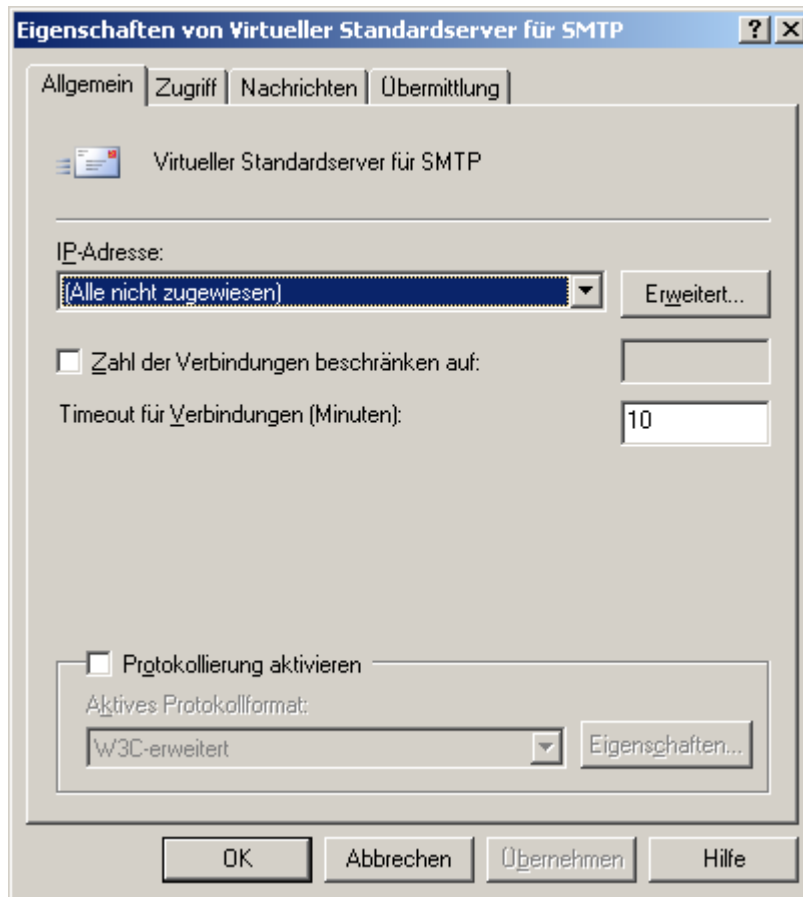 Eigenschaften von Virtueller Standardserver für SMTP
Allgemein Zugriff Nachrichten Übermittlung
Virtueller Standardserver für SMTP
IP-Adresse:
(Alle nicht zugewiesen) Erweitert...
Zahl der Verbindungen beschränken auf:
Timeout für Verbindungen (Minuten): 10
Protokollierung aktivieren
Aktives Protokollformat:
W3C-erweitert Eigenschaften...
OK Abbrechen Übernehmen Hilfe